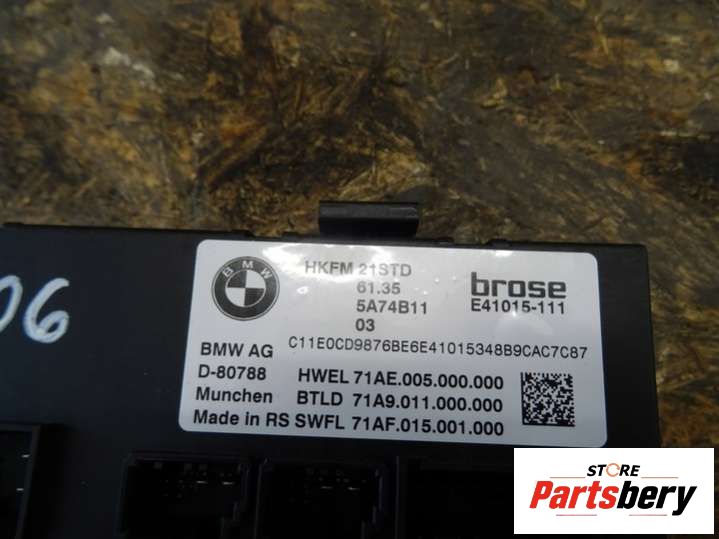 06
BMW
HKFM 21STD
61.35
5A74B11
03
brose
E41015-111
C11E0CD9876BE6E41015348B9CAC7C87
BMW AG
D-80788 HWEL 71AE.005.000.000
Munchen BTLD 71A9.011.000.000
Made in RS SWFL 71AF.015.001.000
STORE
Partsbery